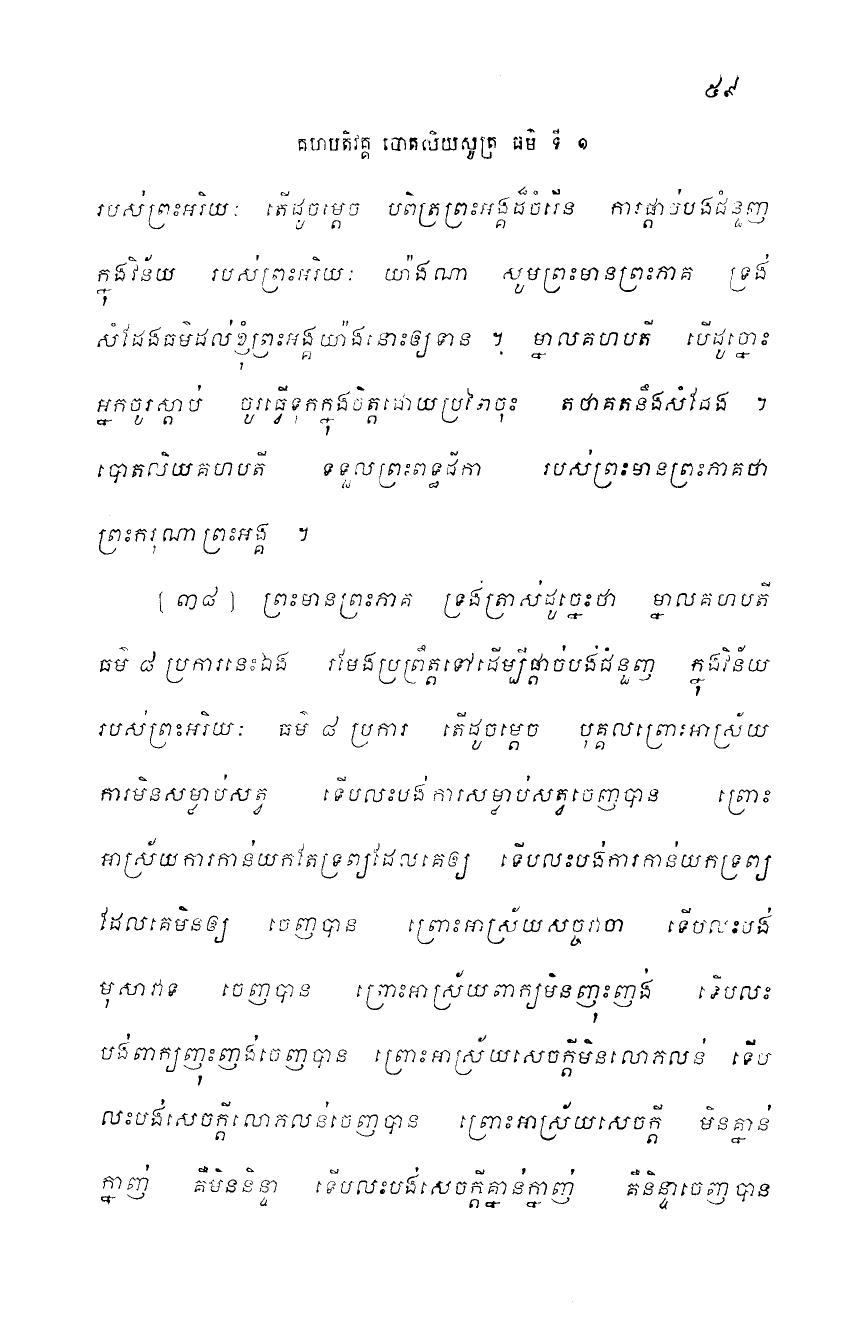 ៥៩
គហបតិវគ្គ បោតលិយសូត្រ ធម៌ ទី ១
របស់ព្រះអរិយៈ តើដូចម្តេច បពិត្រព្រះអង្គដ៏ចំរើន ការផ្តាច់បង់ជំនួញ
ក្នុងវិន័យ របស់ព្រះអរិយៈ យ៉ាងណា សូមព្រះមានព្រះភាគ ទ្រង់
សំដែងធម៌ដល់ខ្ញុំព្រះអង្គយ៉ាងនោះឲ្យទាន ។ ម្នាលគហបតី បើដូច្នោះ
អ្នកចូរស្តាប់ ចូរធ្វើទុកក្នុងចិត្តដោយប្រពៃចុះ តថាគតនឹងសំដែង ។
បោតលិយគហបតី ទទួលព្រះពទ្ធដីកា របស់ព្រះមានព្រះភាគថា
ព្រះករុណាព្រះអង្គ ។
[ ៣៨ ] ព្រះមានព្រះភាគ ទ្រង់ត្រាស់ដូច្នេះថា ម្នាលគហបតី
ធម៌ ៨ ប្រការនេះឯង រមែងប្រព្រឹត្តទៅដើម្បីផ្តាច់បង់ជំនួញ ក្នុងវិន័យ
របស់ព្រះអរិយៈ ធម៌ ៨ ប្រការ តើដូចម្តេច បុគ្គលព្រោះអាស្រ័យ
ការមិនសម្លាប់សត្វ ទើបលះបង់ការសម្លាប់សត្វចេញបាន ព្រោះ
អាស្រ័យការកាន់យកតែទ្រព្យដែលគេឲ្យ ទើបលះបង់ការកាន់យកទ្រព្យ
ដែលគេមិនឲ្យ ចេញបាន ព្រោះអាស្រ័យសច្ចវាចា ទើបលះបង់
មុសាវាទ ចេញបាន ព្រោះអាស្រ័យពាក្យមិនញុះញង់ ទើបលះ
បង់ពាក្យញុះញង់ចេញបាន ព្រោះអាស្រ័យសេចក្តីមិនលោភលន់ ទើប
លះបង់សេចក្តីលោភលន់ចេញបាន ព្រោះអាស្រ័យសេចក្តី មិនគ្នាន់
ក្នាញ់ គឺមិននិន្ទា ទើបលះបង់សេចក្តីគ្នាន់ក្នាញ់ គឺនិន្ទាចេញបាន